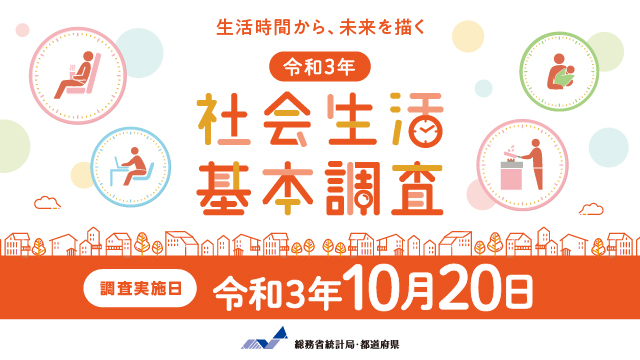 生活時間から、未来を描く
令和3年
社会生活
基本調査
調査実施日
令和3年10月20日
総務省統計局・都道府県